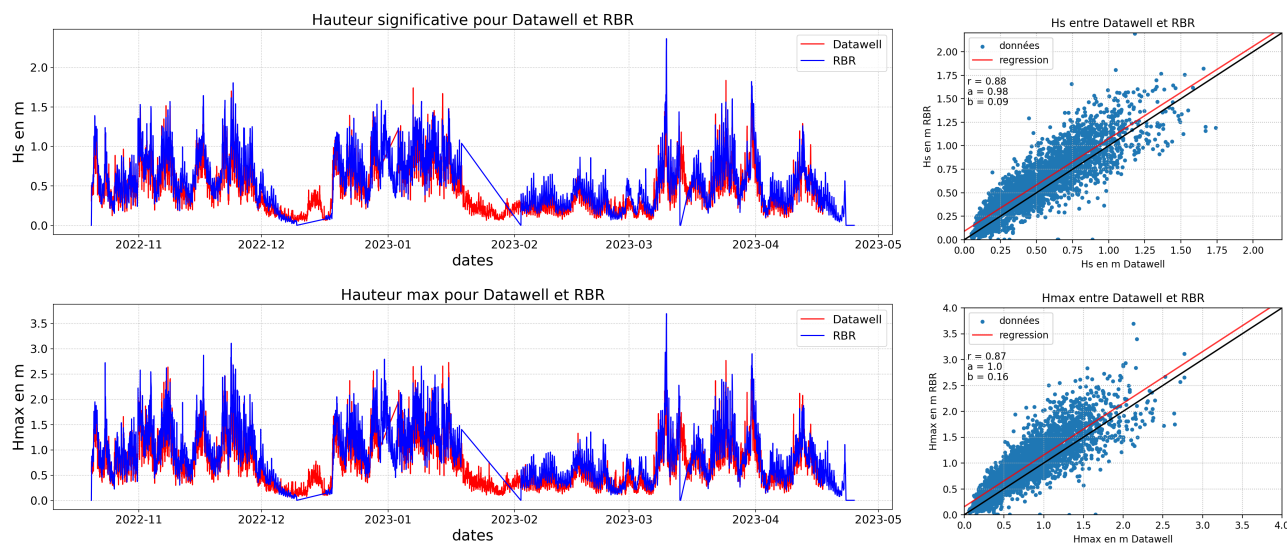 Hauteur significative pour Datawell et RBR
Hs en m
2.0
1.5
1.0
0.5
0.0
Datawell
RBR
2022-11
2022-12
2023-01
2023-02
2023-03
2023-04
2023-05
dates
Hs entre Datawell et RBR
Hs en m RBR
2.00
1.75
1.50
1.25
1.00
0.75
0.50
0.25
0.00
données
regression
r = 0.88
a = 0.98
b = 0.09
0.00
0.25
0.50
0.75
1.00
1.25
1.50
1.75
2.00
Hs en m Datawell
Hauteur max pour Datawell et RBR
Hmax en m
3.5
3.0
2.5
2.0
1.5
1.0
0.5
0.0
Datawell
RBR
2022-11
2022-12
2023-01
2023-02
2023-03
2023-04
2023-05
dates
Hmax entre Datawell et RBR
Hmax en m RBR
4.0
3.5
3.0
2.5
2.0
1.5
1.0
0.5
0.0
données
regression
r = 0.87
a = 1.0
b = 0.16
0.0
0.5
1.0
1.5
2.0
2.5
3.0
3.5
4.0
Hmax en m Datawell